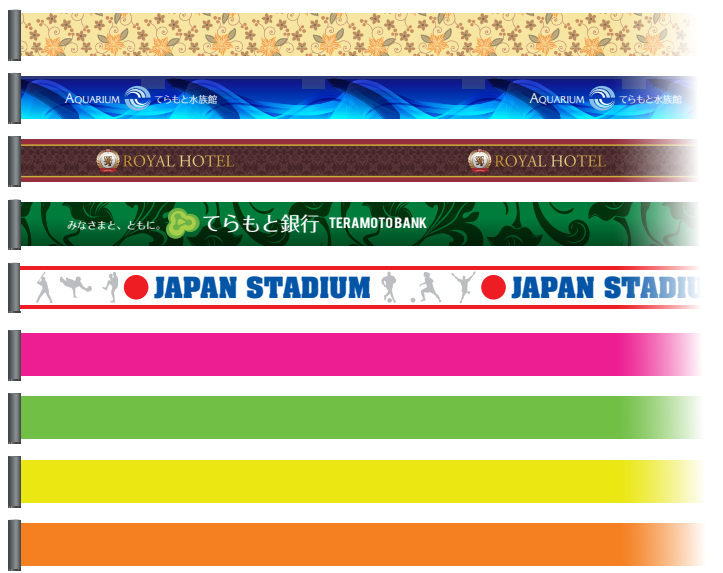 AQUARIUM てらもと水族館 AQUARIUM てらもと水族館
ROYAL HOTEL ROYAL HOTEL
みなさまと、ともに。 てらもと銀行 TERAMOTO BANK
JAPAN STADIUM JAPAN STADIU